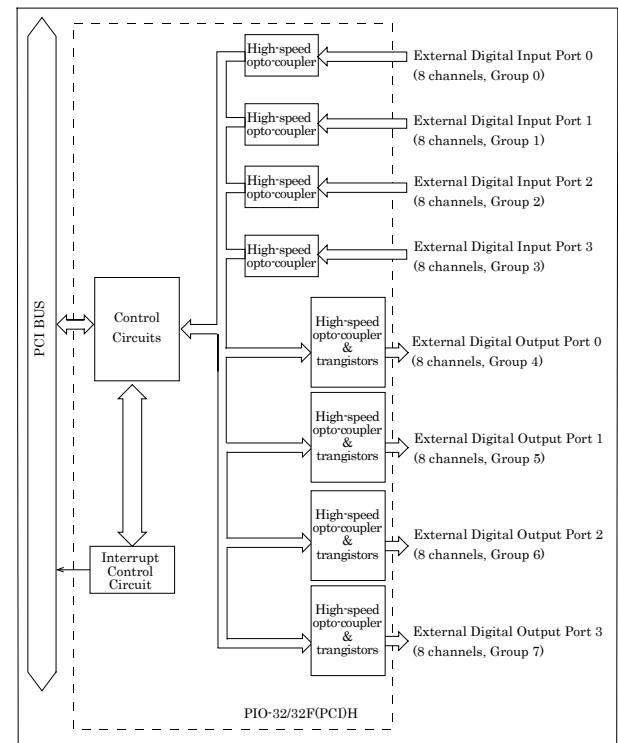 High-speed
opto-coupler
External Digital Input Port 0
(8 channels, Group 0)
High-speed
opto-coupler
External Digital Input Port 1
(8 channels, Group 1)
High-speed
opto-coupler
External Digital Input Port 2
(8 channels, Group 2)
High-speed
opto-coupler
External Digital Input Port 3
(8 channels, Group 3)
PCI BUS
Control
Circuits
High-speed
opto-coupler
&
trangistors
External Digital Output Port 0
(8 channels, Group 4)
High-speed
opto-coupler
&
trangistors
External Digital Output Port 1
(8 channels, Group 5)
High-speed
opto-coupler
&
trangistors
External Digital Output Port 2
(8 channels, Group 6)
Interrupt
Control
Circuit
High-speed
opto-coupler
&
trangistors
External Digital Output Port 3
(8 channels, Group 7)
PIO-32/32F(PCI)H